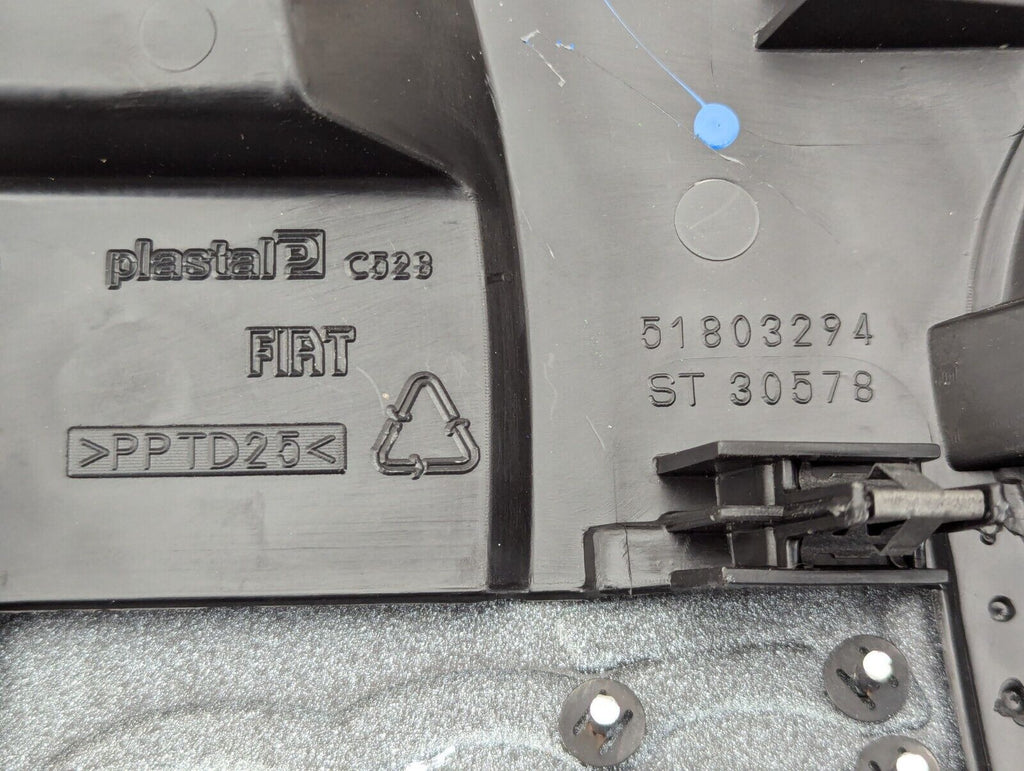 plastal C523
FIAT
>PPTD25<
51803294
ST 30578